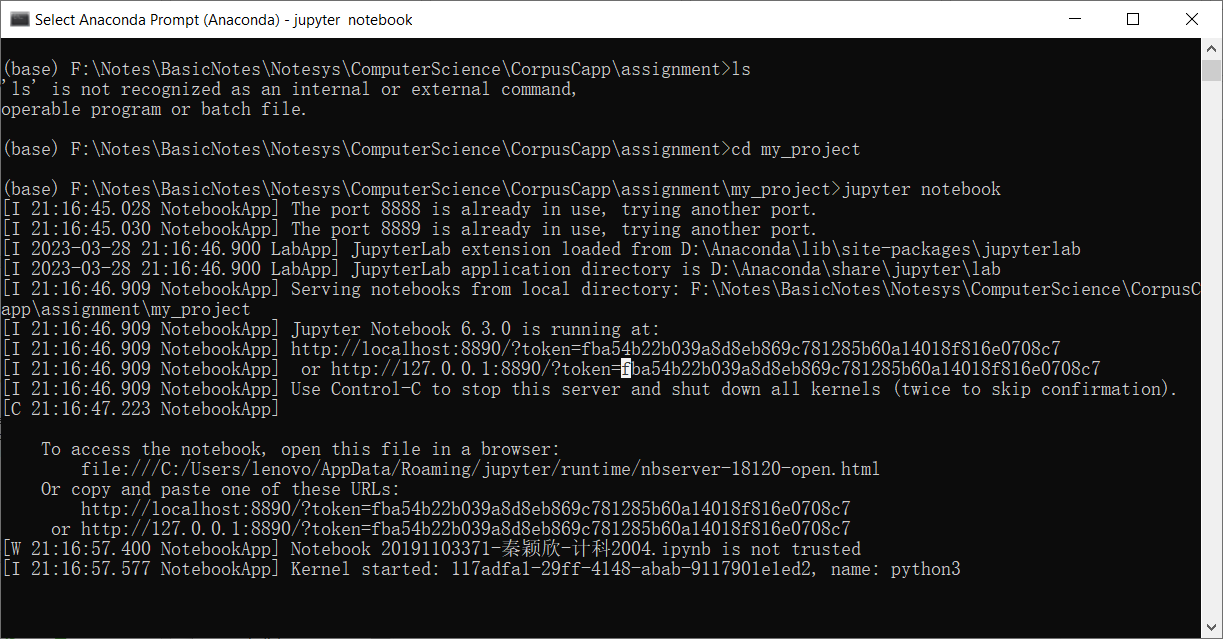 Select Anaconda Prompt (Anaconda) - jupyter notebook
(base) F:\Notes\BasicNotes\Notesys\ComputerScience\CorpusCapp\assignment>ls
'ls' is not recognized as an internal or external command,
operable program or batch file.
(base) F:\Notes\BasicNotes\Notesys\ComputerScience\CorpusCapp\assignment>cd my_project
(base) F:\Notes\BasicNotes\Notesys\ComputerScience\CorpusCapp\assignment\my_project>jupyter notebook
[I 21:16:45.028 NotebookApp] The port 8888 is already in use, trying another port.
[I 21:16:45.030 NotebookApp] The port 8889 is already in use, trying another port.
[I 2023-03-28 21:16:46.900 LabApp] JupyterLab extension loaded from D:\Anaconda\lib\site-packages\jupyterlab
[I 2023-03-28 21:16:46.900 LabApp] JupyterLab application directory is D:\Anaconda\share\jupyter\lab
[I 21:16:46.909 NotebookApp] Serving notebooks from local directory: F:\Notes\BasicNotes\Notesys\ComputerScience\CorpusC
app\assignment\my_project
[I 21:16:46.909 NotebookApp] Jupyter Notebook 6.3.0 is running at:
[I 21:16:46.909 NotebookApp] http://localhost:8890/?token=fba54b22b039a8d8eb869c781285b60a14018f816e0708c7
[I 21:16:46.909 NotebookApp]  or http://127.0.0.1:8890/?token=fba54b22b039a8d8eb869c781285b60a14018f816e0708c7
[I 21:16:46.909 NotebookApp] Use Control-C to stop this server and shut down all kernels (twice to skip confirmation).
[C 21:16:47.223 NotebookApp]
To access the notebook, open this file in a browser:
file:///C:/Users/lenovo/AppData/Roaming/jupyter/runtime/nbserver-18120-open.html
Or copy and paste one of these URLs:
http://localhost:8890/?token=fba54b22b039a8d8eb869c781285b60a14018f816e0708c7
or http://127.0.0.1:8890/?token=fba54b22b039a8d8eb869c781285b60a14018f816e0708c7
[W 21:16:57.400 NotebookApp] Notebook 20191103371-秦颖欣-计科2004.ipynb is not trusted
[I 21:16:57.577 NotebookApp] Kernel started: 117adfa1-29ff-4148-abab-9117901e1ed2, name: python3